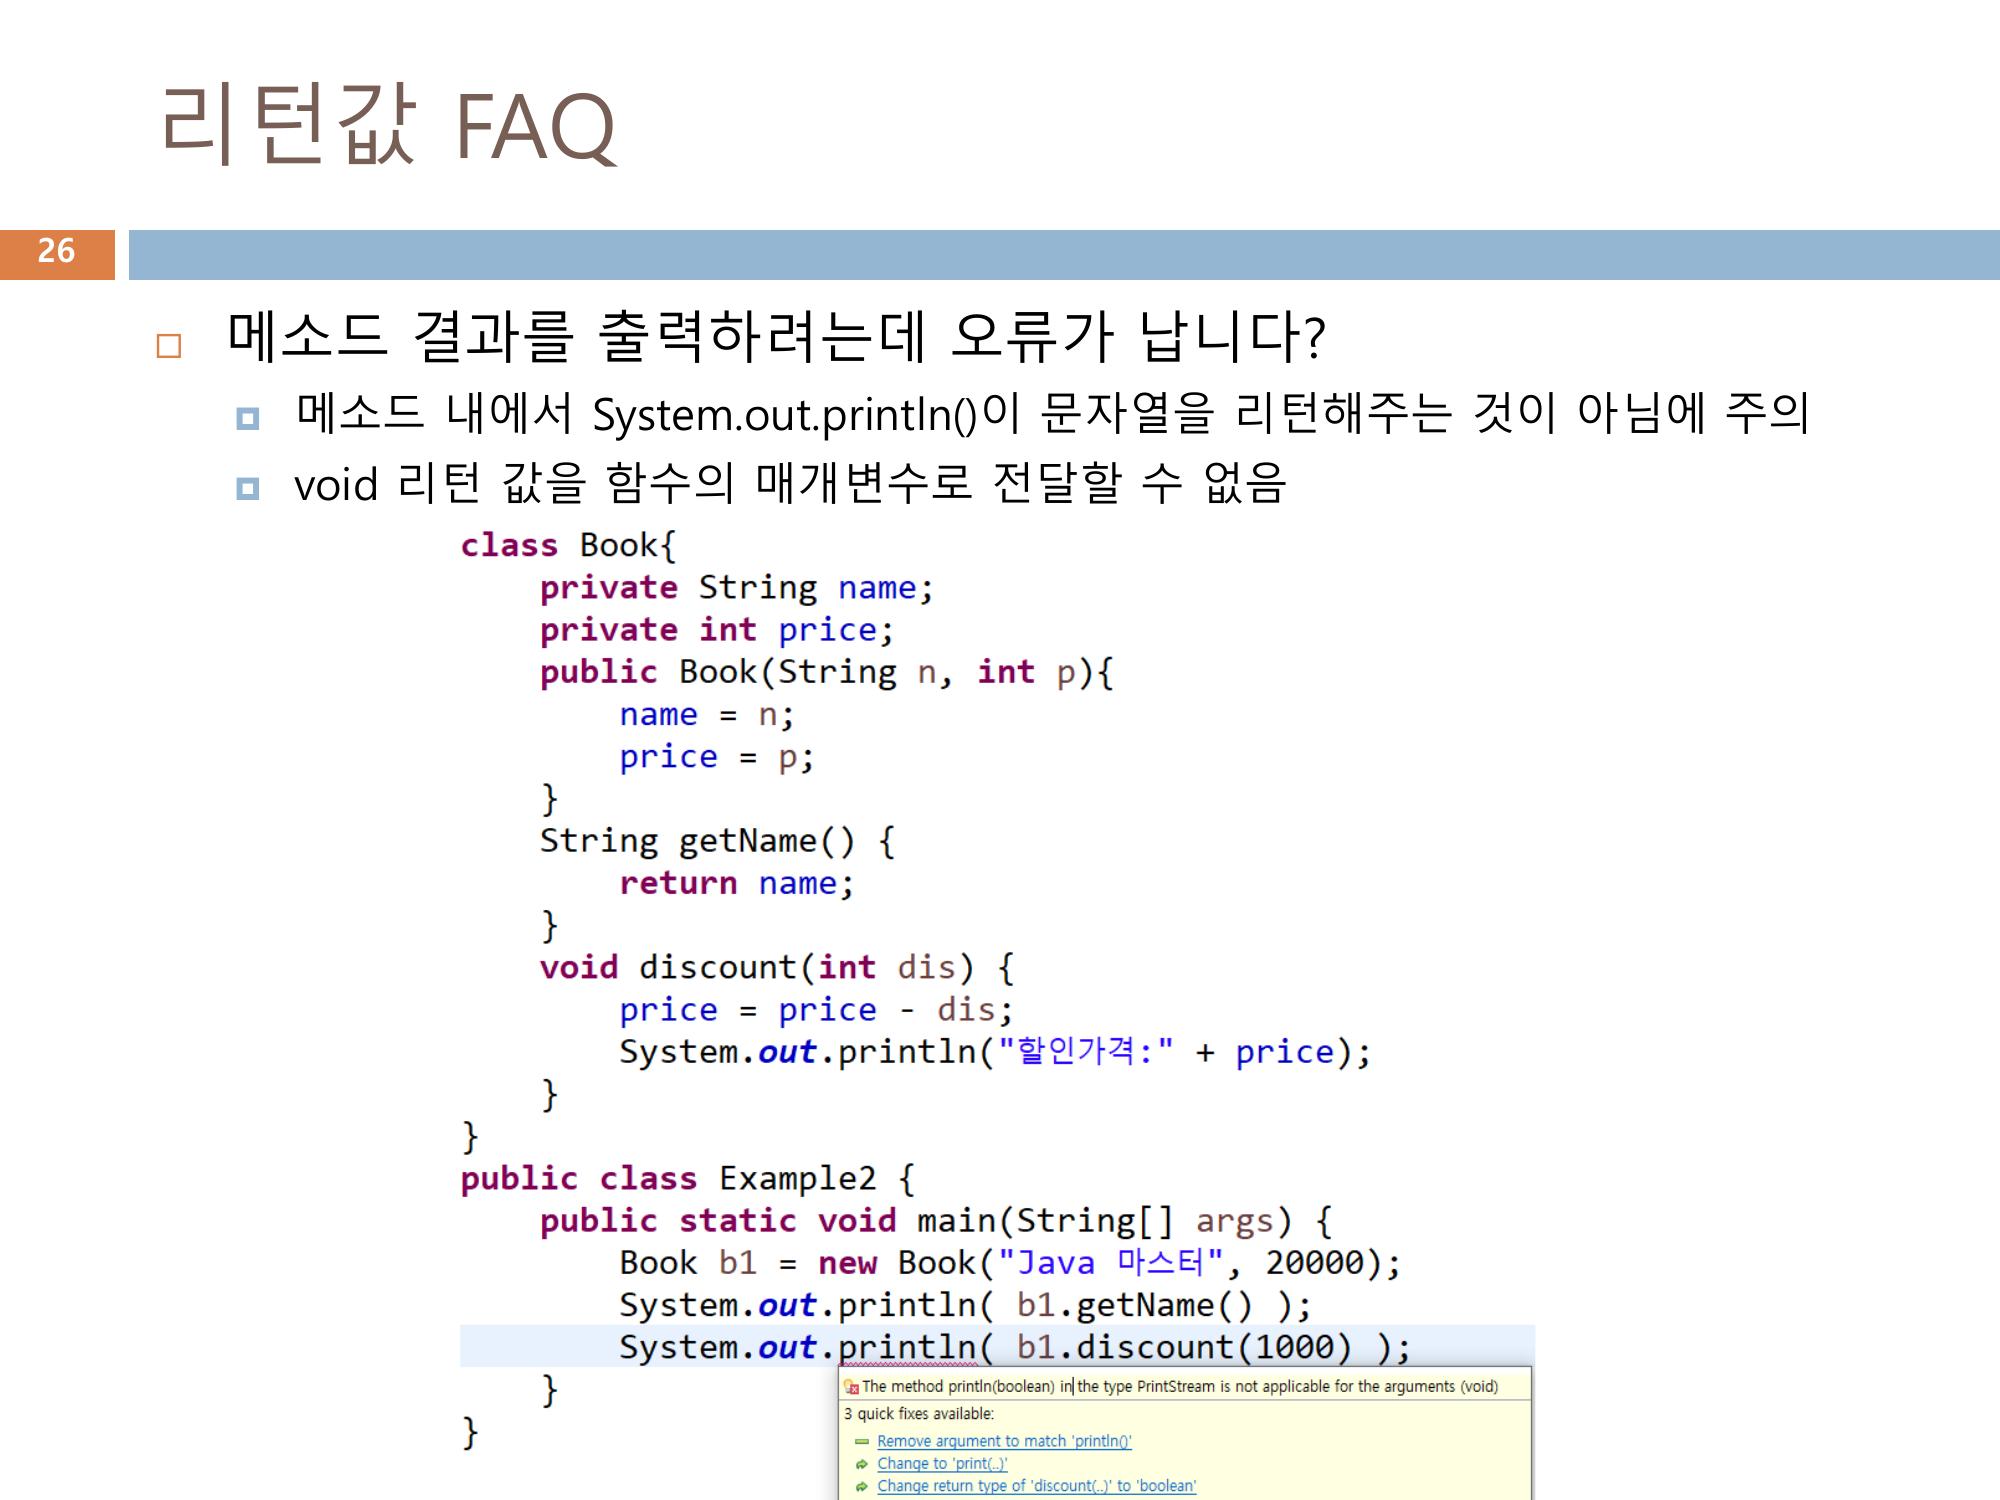 리턴값 FAQ
26
메소드 결과를 출력하려는데 오류가 납니다?
메소드 내에서 System.out.println()이 문자열을 리턴해주는 것이 아님에 주의
void 리턴 값을 함수의 매개변수로 전달할 수 없음
class Book{
private String name;
private int price;
public Book(String n, int p){
name = n;
price = p;
}
String getName() {
return name;
}
void discount(int dis) {
price = price - dis;
System.out.println("할인가격:" + price);
}
}
public class Example2 {
public static void main(String[] args) {
Book b1 = new Book("Java 마스터", 20000);
System.out.println( b1.getName() );
System.out.println( b1.discount(1000) );
}
}
The method println(boolean) in the type PrintStream is not applicable for the arguments (void)
3 quick fixes available:
Remove argument to match 'println()'
Change to 'print(..)'
Change return type of 'discount(..)' to 'boolean'